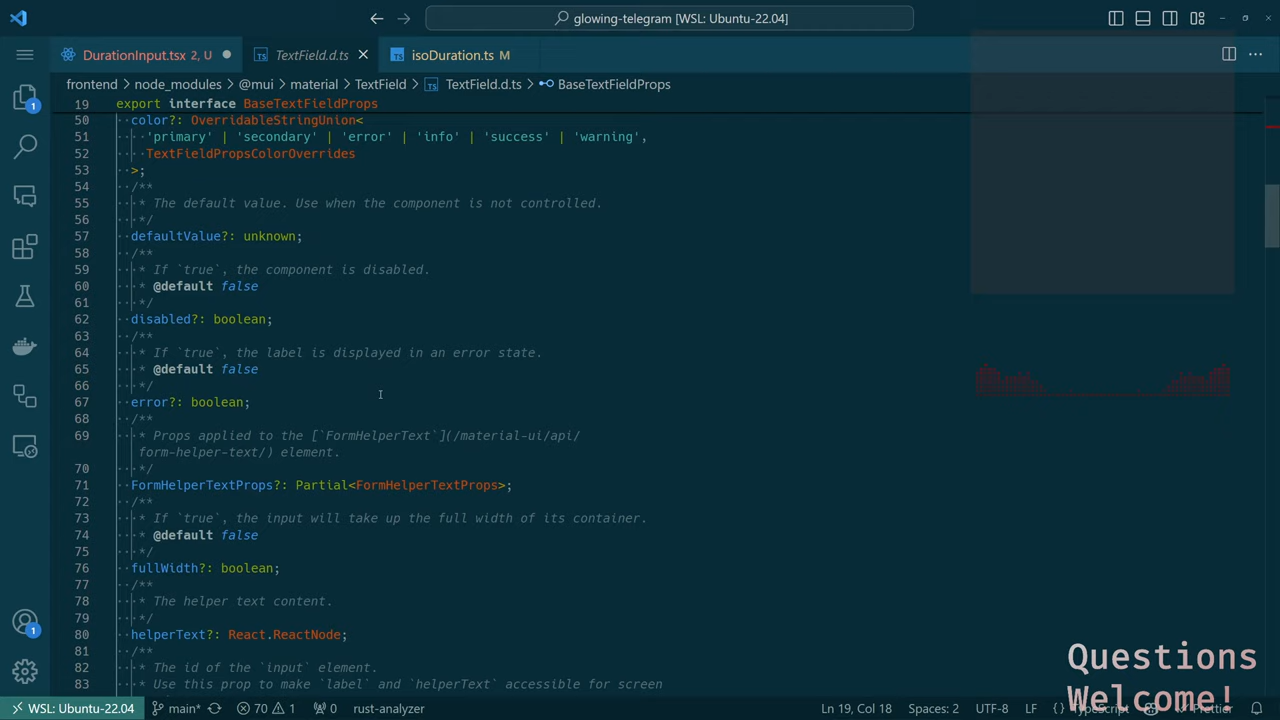 glowing-telegram [WSL: Ubuntu-22.04]
DurationInput.tsx 2, U
TS TextField.d.ts
TS isoDuration.ts M
frontend > node_modules > @mui > material > TextField > TS TextField.d.ts > BaseTextFieldProps
19 export interface BaseTextFieldProps
50 color?: OverridableStringUnion<
51 'primary' | 'secondary' | 'error' | 'info' | 'success' | 'warning',
52 TextFieldPropsColorOverrides
53 >;
54 /**
55 * The default value. Use when the component is not controlled.
56 */
57 defaultValue?: unknown;
58 /**
59 * If `true`, the component is disabled.
60 * @default false
61 */
62 disabled?: boolean;
63 /**
64 * If `true`, the label is displayed in an error state.
65 * @default false
66 */
67 error?: boolean;
68 /**
69 * Props applied to the [`FormHelperText`](/material-ui/api/
form-helper-text/) element.
70 */
71 FormHelperTextProps?: Partial<FormHelperTextProps>;
72 /**
73 * If `true`, the input will take up the full width of its container.
74 * @default false
75 */
76 fullWidth?: boolean;
77 /**
78 * The helper text content.
79 */
80 helperText?: React.ReactNode;
81 /**
82 * The id of the `input` element.
83 * Use this prop to make `label` and `helperText` accessible for screen
1
1
Questions
Welcome!
WSL: Ubuntu-22.04 main* 70 1 0 rust-analyzer Ln 19, Col 18 Spaces: 2 UTF-8 LF {} TypeScript Prettier